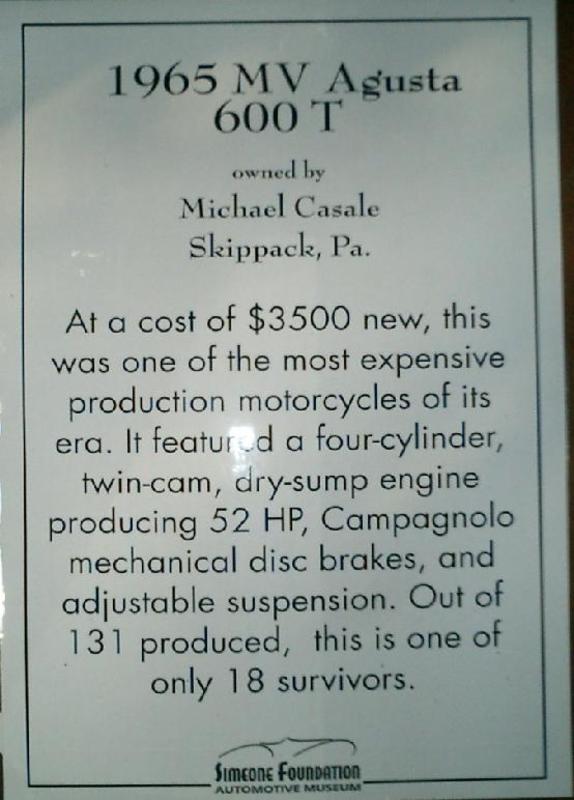 1965 MV Agusta
600 T
owned by
Michael Casale
Skippack, Pa.
At a cost of $3500 new, this
was one of the most expensive
production motorcycles of its
era. It featured a four-cylinder,
twin-cam, dry-sump engine
producing 52 HP, Campagnolo
mechanical disc brakes, and
adjustable suspension. Out of
131 produced, this is one of
only 18 survivors.
SIMEONE FOUNDATION
AUTOMOTIVE MUSEUM